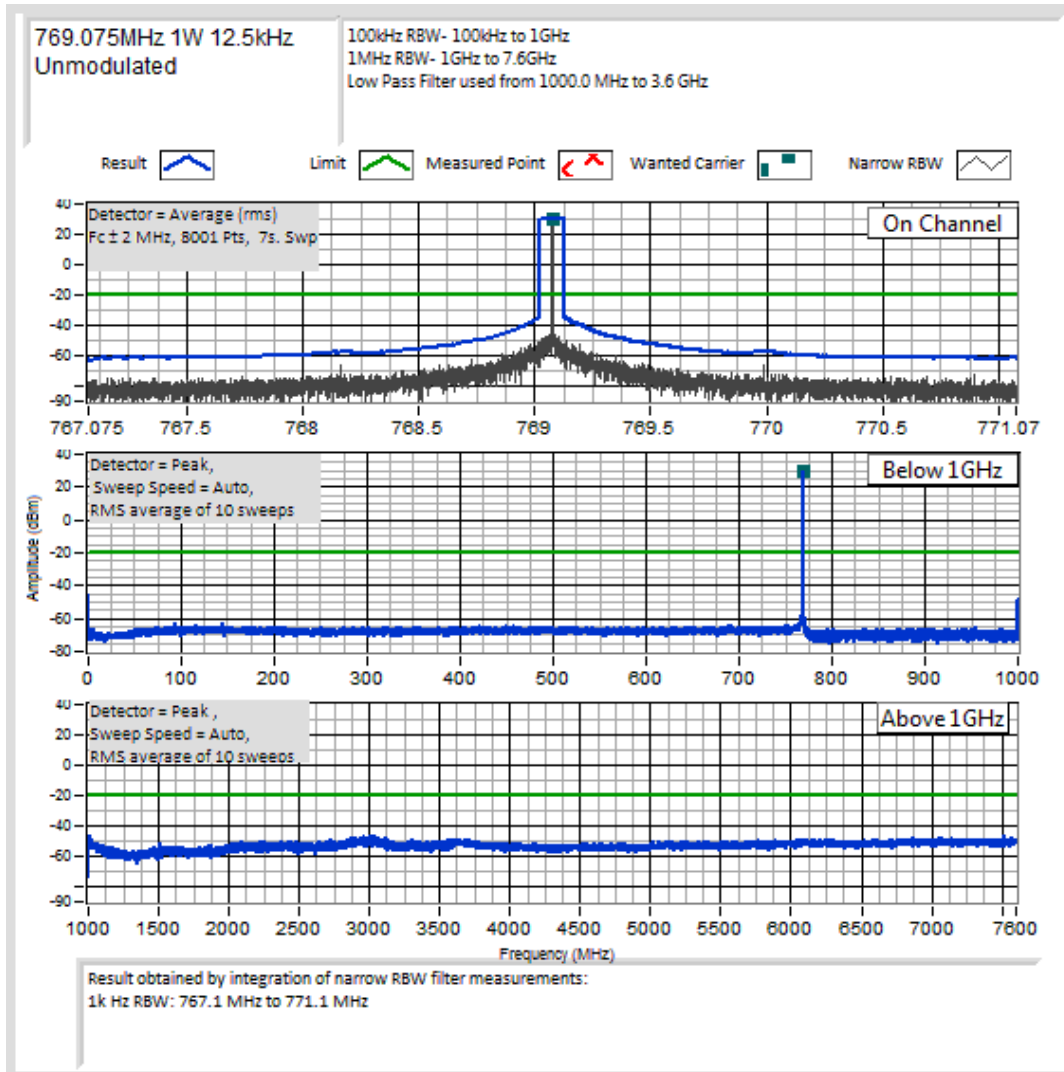 769.075MHz 1W 12.5kHz
Unmodulated
100kHz RBW- 100kHz to 1GHz
1MHz RBW- 1GHz to 7.6GHz
Low Pass Filter used from 1000.0 MHz to 3.6 GHz
Result Limit Measured Point Wanted Carrier Narrow RBW
On Channel
Detector = Average (rms)
Fc ± 2 MHz, 8001 Pts, 7s. Swp
40
20
0
-20
-40
-60
-90
767.075 767.5 768 768.5 769 769.5 770 770.5 771.07
Below 1GHz
Detector = Peak,
Sweep Speed = Auto,
RMS average of 10 sweeps
Amplitude (dBm)
40
20
0
-20
-40
-60
-80
0 100 200 300 400 500 600 700 800 900 1000
Above 1GHz
Detector = Peak ,
Sweep Speed = Auto,
RMS average of 10 sweeps
40
20
0
-20
-40
-60
-90
1000 1500 2000 2500 3000 3500 4000 4500 5000 5500 6000 6500 7000 7600
Frequency (MHz)
Result obtained by integration of narrow RBW filter measurements:
1k Hz RBW: 767.1 MHz to 771.1 MHz